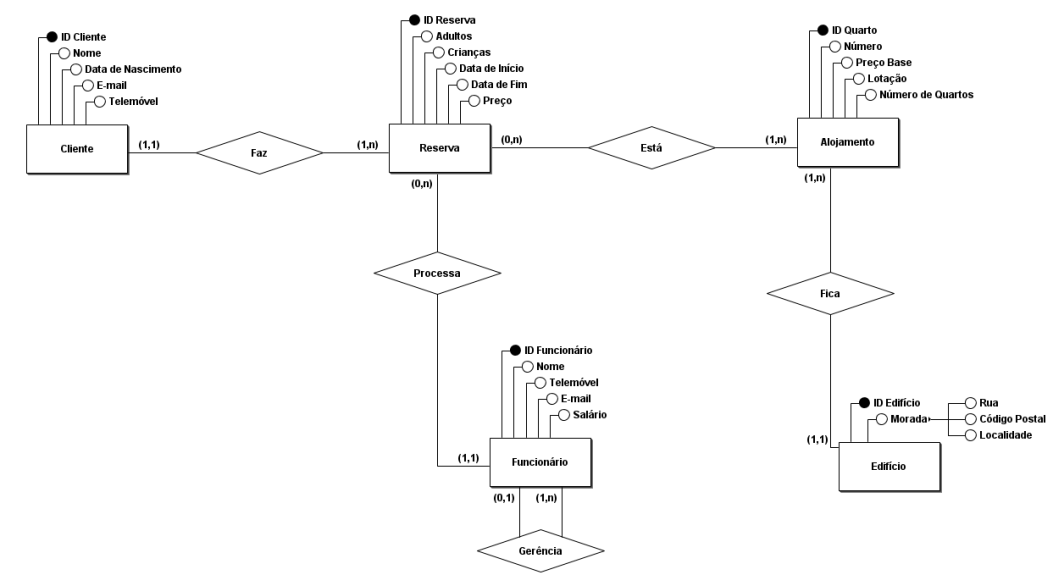 ID Cliente
Nome
Data de Nascimento
E-mail
Telemóvel
Cliente
(1,1)
Faz
(1,n)
ID Reserva
Adultos
Crianças
Data de Início
Data de Fim
Preço
Reserva
(0,n)
(0,n)
Está
(1,n)
ID Quarto
Número
Preço Base
Lotação
Número de Quartos
Alojamento
(1,n)
Processa
Fica
ID Funcionário
Nome
Telemóvel
E-mail
Salário
(1,1)
Funcionário
(0,1)
(1,n)
Gerência
ID Edifício
Morada
Rua
Código Postal
Localidade
(1,1)
Edifício